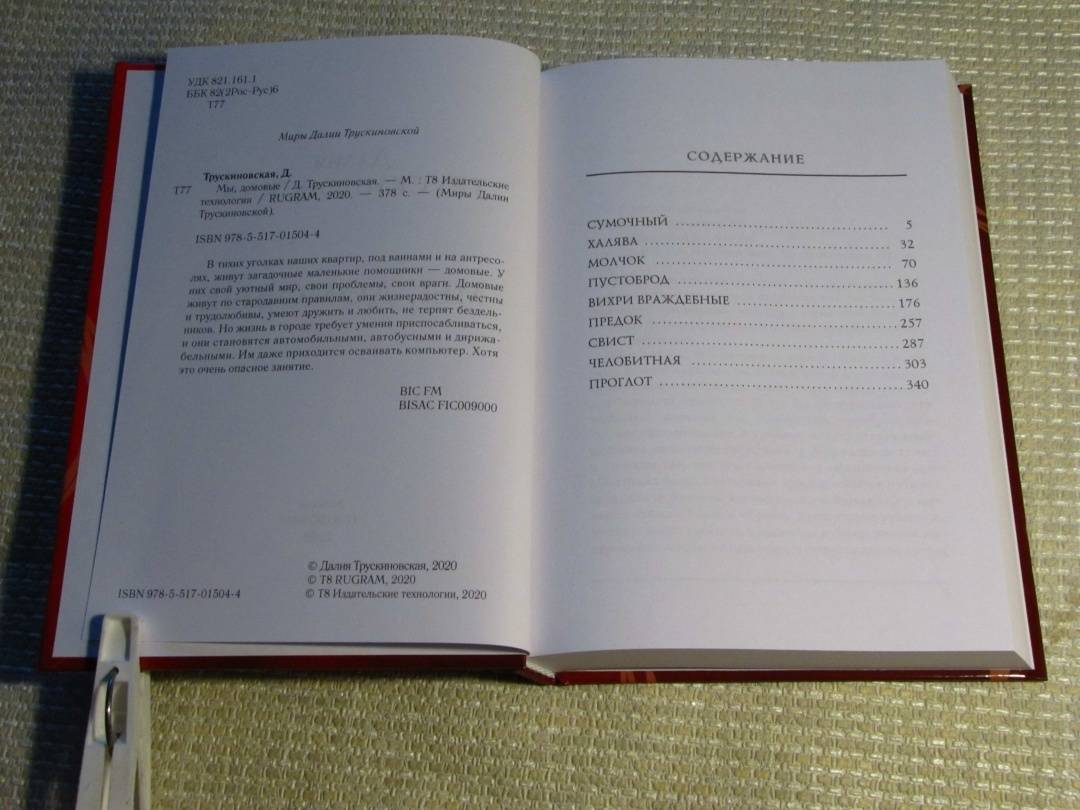 УДК 821.161.1
ББК 82(2Рос-Рус)6
Т77
Миры Далии Трускиновской
Трускиновская, Д.
Т77 Мы, домовые / Д. Трускиновская. — М. : Т8 Издательские
технологии / RUGRAM, 2020. — 378 с. — (Миры Далии
Трускиновской).
ISBN 978-5-517-01504-4
В тихих уголках наших квартир, под ваннами и на антресо-
лях, живут загадочные маленькие помощники — домовые. У
них свой уютный мир, свои проблемы, свои враги. Домовые
живут по стародавним правилам, они жизнерадостны, честны
и трудолюбивы, умеют дружить и любить, не терпят бездель-
ников. Но жизнь в городе требует умения приспосабливаться,
и они становятся автомобильными, автобусными и дирижа-
бельными. Им даже приходится осваивать компьютер. Хотя
это очень опасное занятие.
BIC FM
BISAC FIC009000
© Далия Трускиновская, 2020
© Т8 RUGRAM, 2020
ISBN 978-5-517-01504-4 © Т8 Издательские технологии, 2020
СОДЕРЖАНИЕ
СУМОЧНЫЙ 5
ХАЛЯВА 32
МОЛЧОК 70
ПУСТОБРОД 136
ВИХРИ ВРАЖДЕБНЫЕ 176
ПРЕДОК 257
СВИСТ 287
ЧЕЛОБИТНАЯ 303
ПРОГЛОТ 340